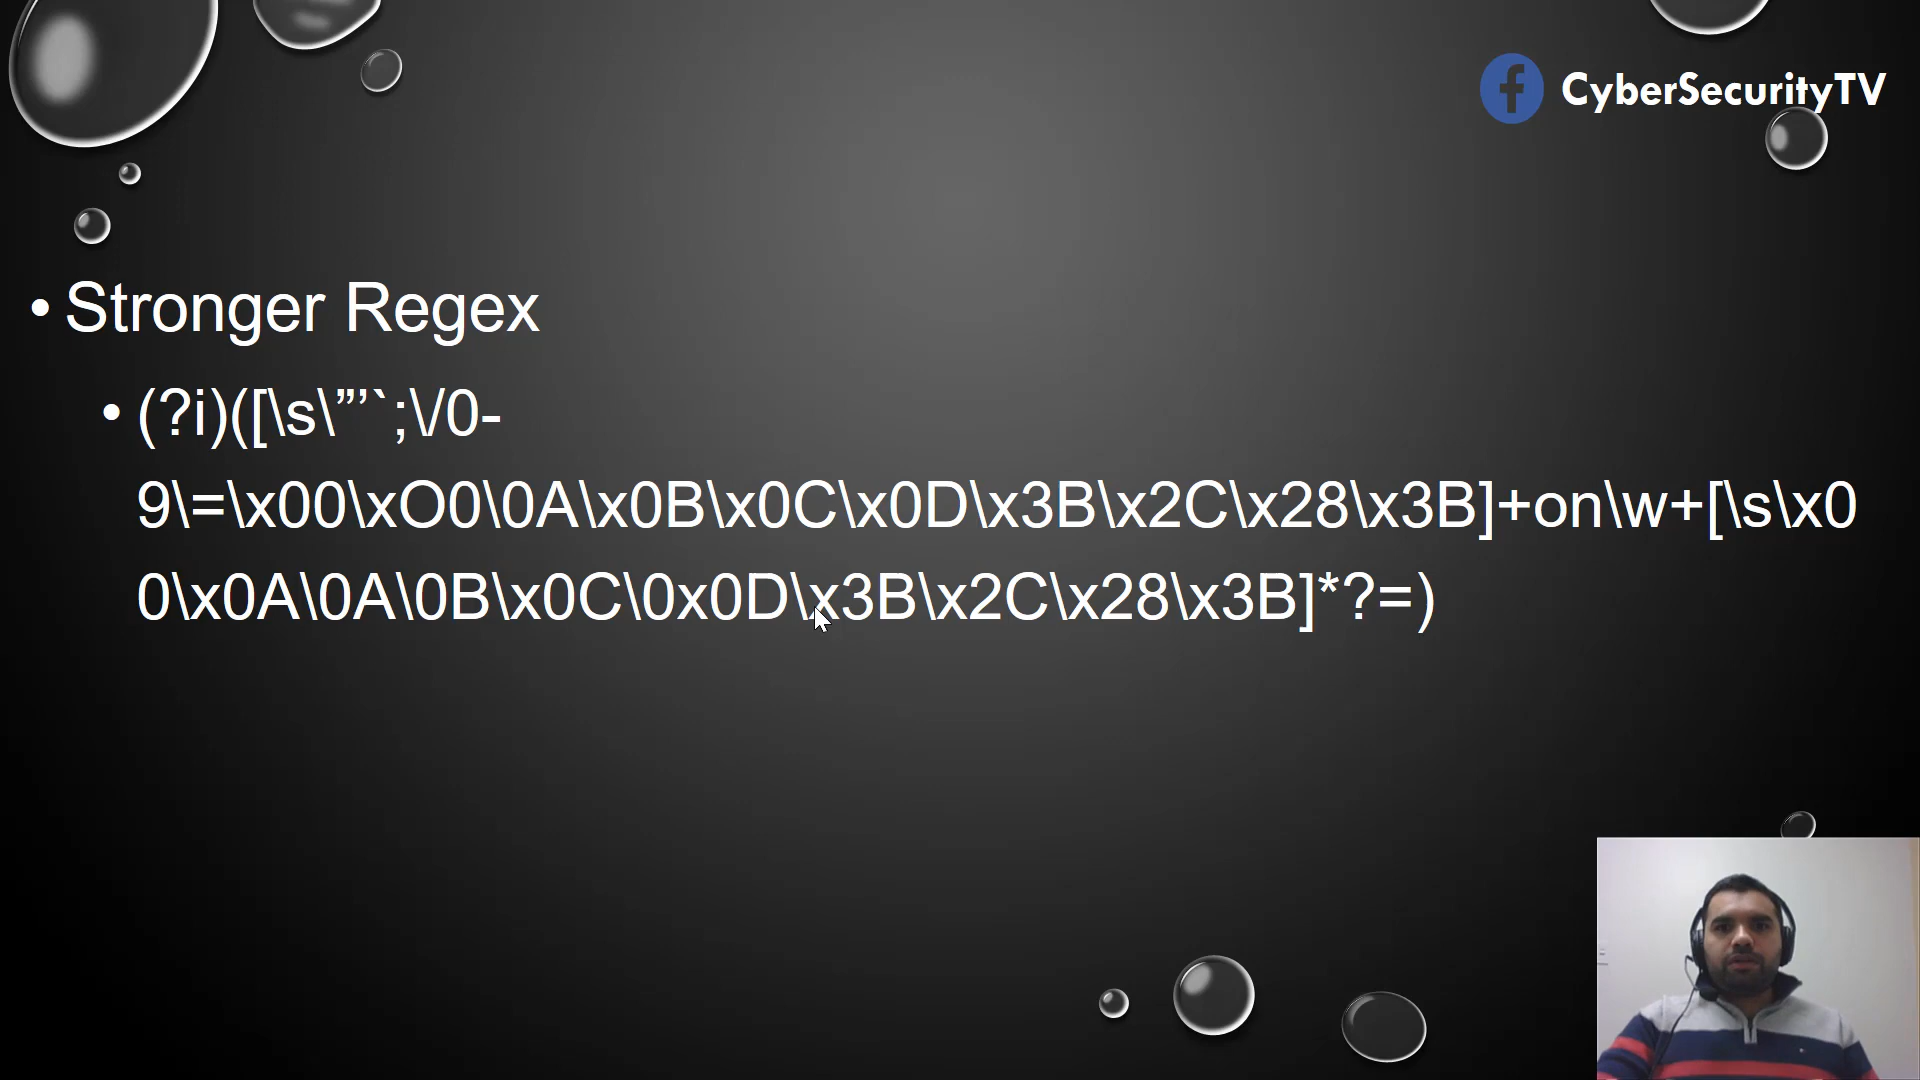 CyberSecurityTV
• Stronger Regex
• (?i)([\s\”’`;\/0-
9\=\x00\xO0\0A\x0B\x0C\x0D\x3B\x2C\x28\x3B]+on\w+[\s\x0
0\x0A\0A\0B\x0C\0x0D\x3B\x2C\x28\x3B]*?=)